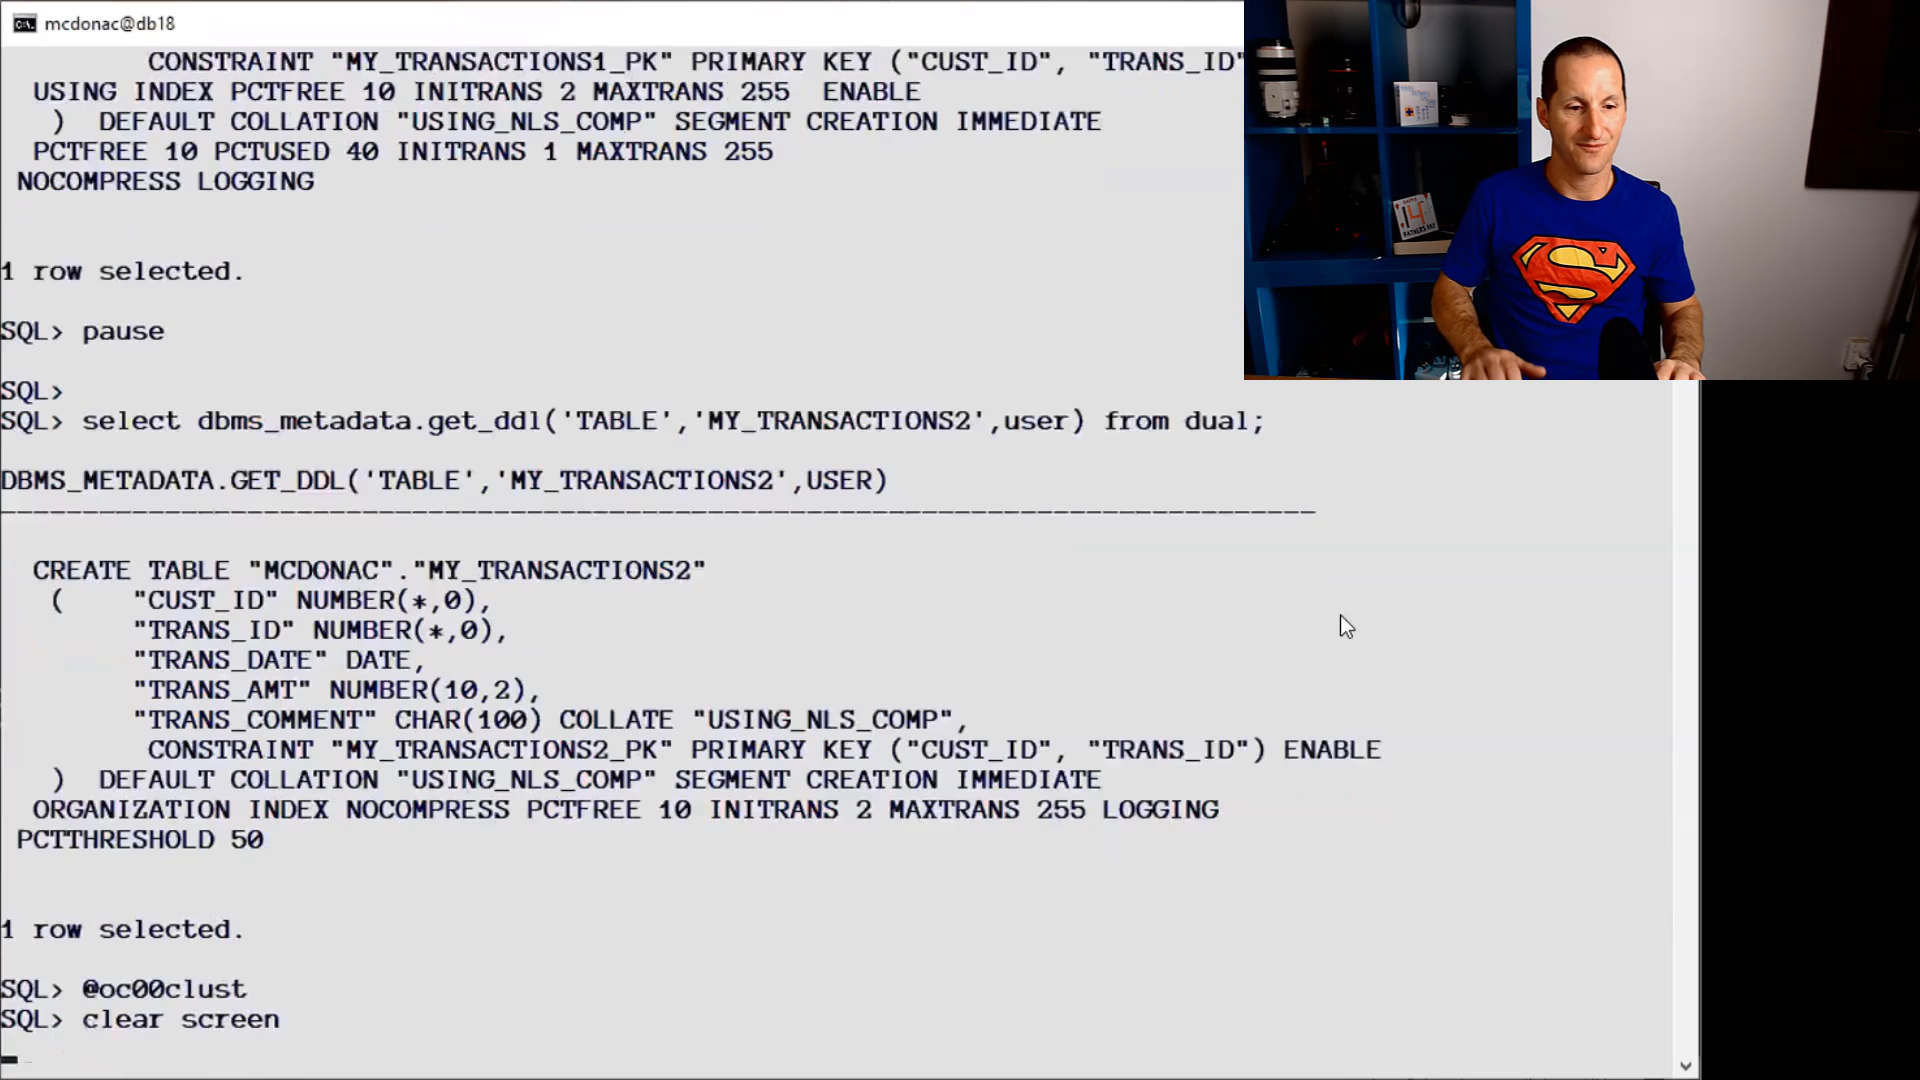 mcdonac@db18
CONSTRAINT "MY_TRANSACTIONS1_PK" PRIMARY KEY ("CUST_ID", "TRANS_ID"
USING INDEX PCTFREE 10 INITRANS 2 MAXTRANS 255  ENABLE
)  DEFAULT COLLATION "USING_NLS_COMP" SEGMENT CREATION IMMEDIATE
PCTFREE 10 PCTUSED 40 INITRANS 1 MAXTRANS 255
NOCOMPRESS LOGGING
1 row selected.
SQL> pause
SQL>
SQL> select dbms_metadata.get_ddl('TABLE','MY_TRANSACTIONS2',user) from dual;
DBMS_METADATA.GET_DDL('TABLE','MY_TRANSACTIONS2',USER)
--------------------------------------------------------------------------------
CREATE TABLE "MCDONAC"."MY_TRANSACTIONS2"
(    "CUST_ID" NUMBER(*,0),
"TRANS_ID" NUMBER(*,0),
"TRANS_DATE" DATE,
"TRANS_AMT" NUMBER(10,2),
"TRANS_COMMENT" CHAR(100) COLLATE "USING_NLS_COMP",
CONSTRAINT "MY_TRANSACTIONS2_PK" PRIMARY KEY ("CUST_ID", "TRANS_ID") ENABLE
)  DEFAULT COLLATION "USING_NLS_COMP" SEGMENT CREATION IMMEDIATE
ORGANIZATION INDEX NOCOMPRESS PCTFREE 10 INITRANS 2 MAXTRANS 255 LOGGING
PCTTHRESHOLD 50
1 row selected.
SQL> @oc00clust
SQL> clear screen
14